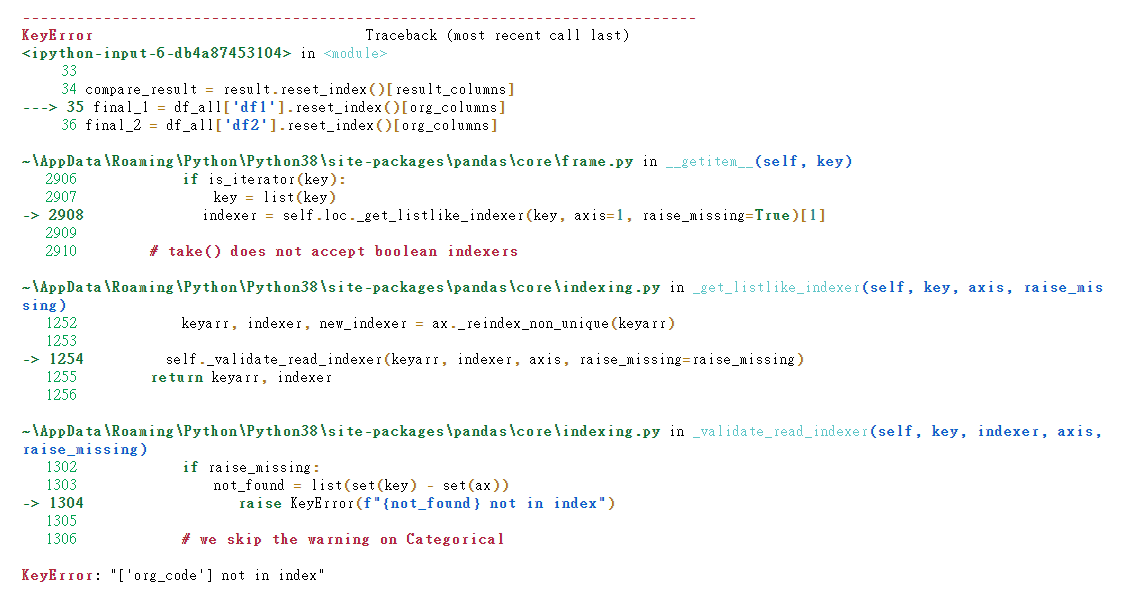 ---------------------------------------------------------------------------
KeyError                                  Traceback (most recent call last)
<ipython-input-6-db4a87453104> in <module>
     33
     34 compare_result = result.reset_index()[result_columns]
---> 35 final_1 = df_all['df1'].reset_index()[org_columns]
     36 final_2 = df_all['df2'].reset_index()[org_columns]
~\AppData\Roaming\Python\Python38\site-packages\pandas\core\frame.py in __getitem__(self, key)
   2906             if is_iterator(key):
   2907                 key = list(key)
-> 2908             indexer = self.loc._get_listlike_indexer(key, axis=1, raise_missing=True)[1]
   2909
   2910         # take() does not accept boolean indexers
~\AppData\Roaming\Python\Python38\site-packages\pandas\core\indexing.py in _get_listlike_indexer(self, key, axis, raise_mis
sing)
   1252             keyarr, indexer, new_indexer = ax._reindex_non_unique(keyarr)
   1253
-> 1254         self._validate_read_indexer(keyarr, indexer, axis, raise_missing=raise_missing)
   1255         return keyarr, indexer
   1256
~\AppData\Roaming\Python\Python38\site-packages\pandas\core\indexing.py in _validate_read_indexer(self, key, indexer, axis,
raise_missing)
   1302             if raise_missing:
   1303                 not_found = list(set(key) - set(ax))
-> 1304                 raise KeyError(f"{not_found} not in index")
   1305
   1306             # we skip the warning on Categorical
KeyError: "['org_code'] not in index"